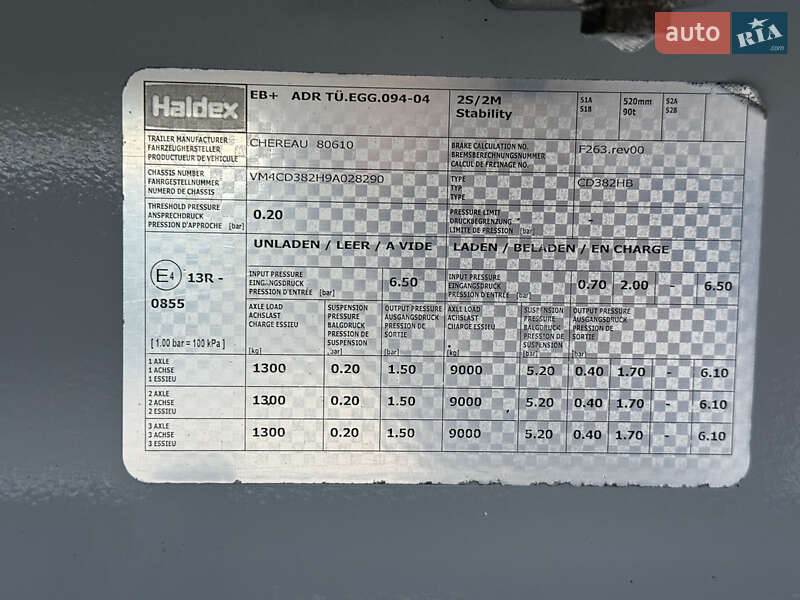 auto RIA .com
Haldex
EB+ ADR TÜ.EGG.094-04
2S/2M
Stability
S1A
S1B
520mm
90t
S2A
S2B
TRAILER MANUFACTURER
FAHRZEUGHERSTELLER
PRODUCTEUR DE VEHICULE
CHEREAU 80610
BRAKE CALCULATION NO.
BREMSBERECHNUNGSNUMMER
CALCUL DE FREINAGE NO.
F263.rev00
CHASSIS NUMBER
FAHRGESTELLNUMMER
NUMERO DE CHASSIS
VM4CD382H9A028290
TYPE
TYP
TYPE
CD382HB
THRESHOLD PRESSURE
ANSPRECHDRUCK
PRESSION D'APPROCHE [bar]
0.20
PRESSURE LIMIT
DRUCKBEGRENZUNG
LIMITE DE PRESSION [bar]
-
UNLADEN / LEER / A VIDE
LADEN / BELADEN / EN CHARGE
E4 13R -
0855
[ 1.00 bar = 100 kPa ]
INPUT PRESSURE
EINGANGSDRUCK
PRESSION D'ENTRÉE [bar]
6.50
INPUT PRESSURE
EINGANGSDRUCK
PRESSION D'ENTRÉE [bar]
0.70 2.00 - 6.50
AXLE LOAD
ACHSLAST
CHARGE ESSIEU
[kg]
SUSPENSION
PRESSURE
BALGDRUCK
PRESSION DE
SUSPENSION
[bar]
OUTPUT PRESSURE
AUSGANGSDRUCK
PRESSION DE
SORTIE
[bar]
AXLE LOAD
ACHSLAST
CHARGE ESSIEU
[kg]
SUSPENSION
PRESSURE
BALGDRUCK
PRESSION DE
SUSPENSION
[bar]
OUTPUT PRESSURE
AUSGANGSDRUCK
PRESSION DE
SORTIE
[bar]
1 AXLE
1 ACHSE
1 ESSIEU
1300 0.20 1.50 9000 5.20 0.40 1.70 - 6.10
2 AXLE
2 ACHSE
2 ESSIEU
1300 0.20 1.50 9000 5.20 0.40 1.70 - 6.10
3 AXLE
3 ACHSE
3 ESSIEU
1300 0.20 1.50 9000 5.20 0.40 1.70 - 6.10